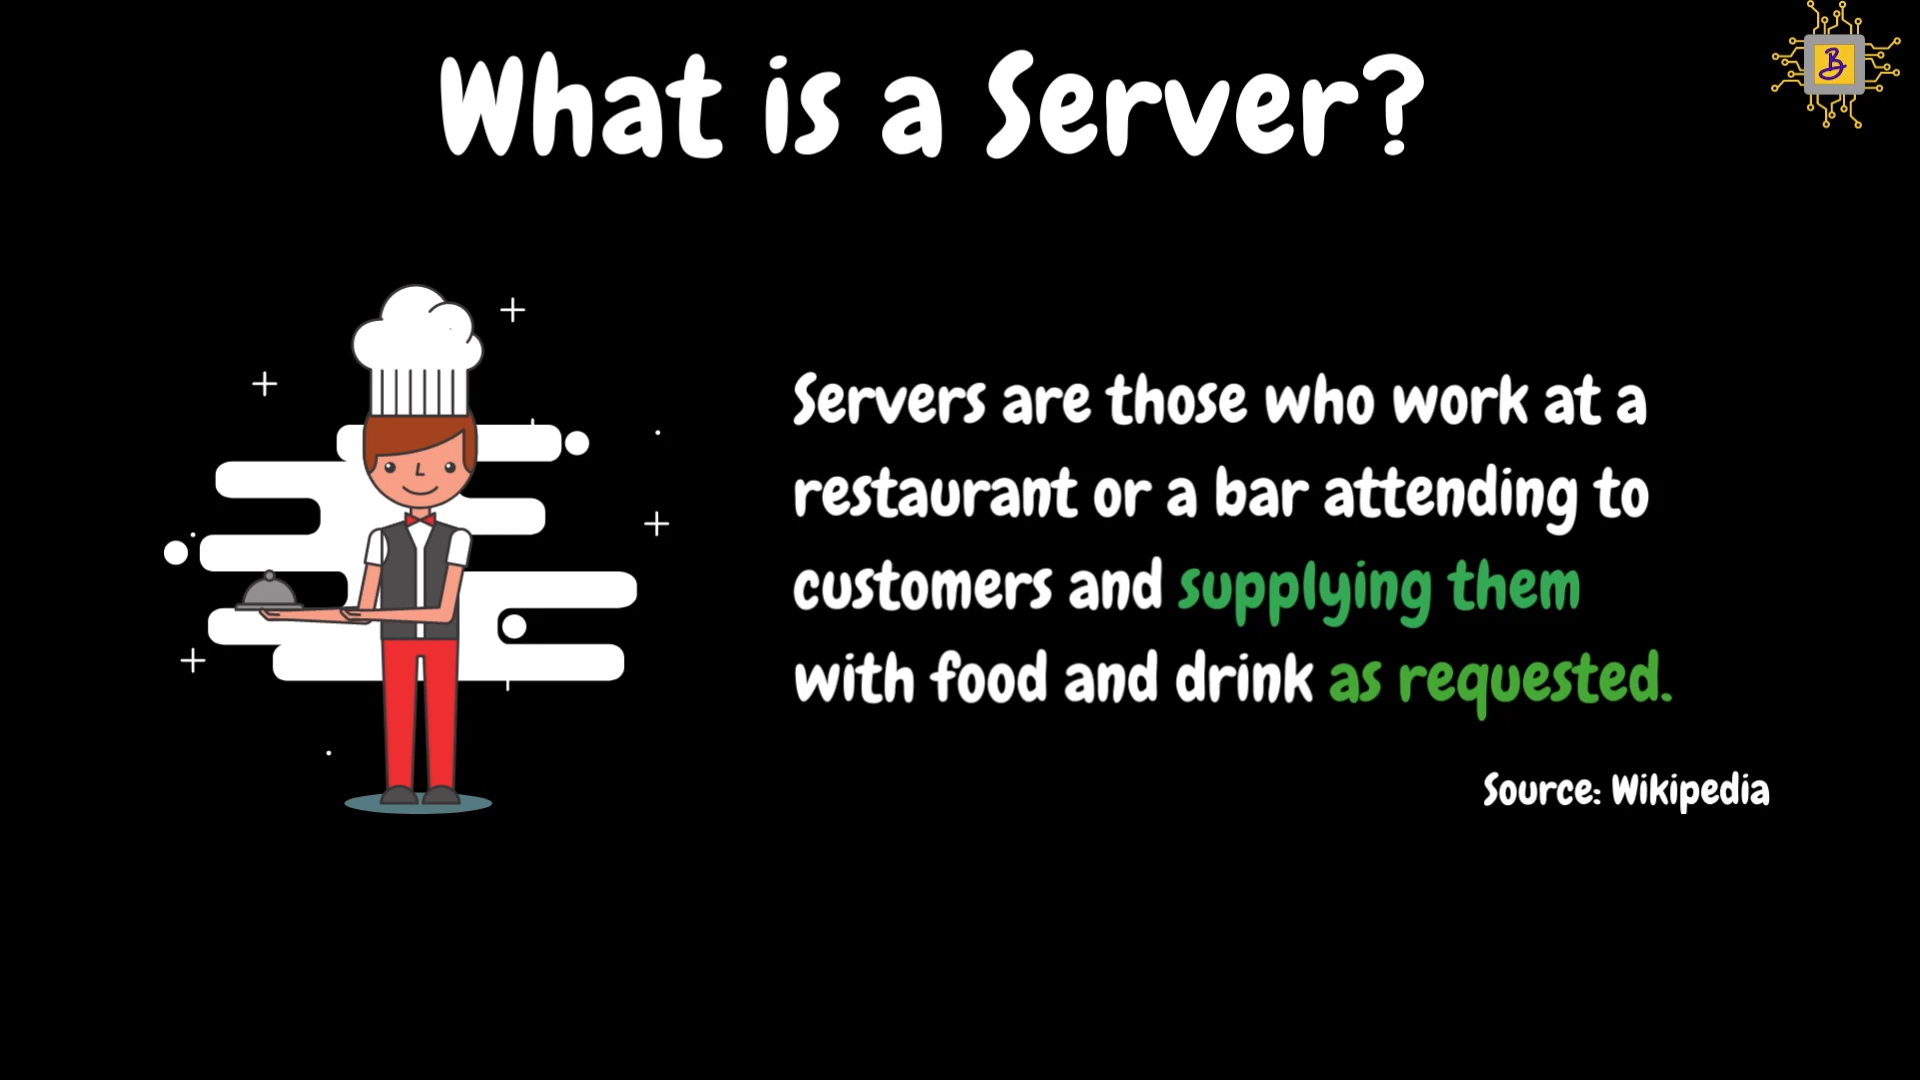 What is a Server?
B
Servers are those who work at a
restaurant or a bar attending to
customers and supplying them
with food and drink as requested.
Source: Wikipedia